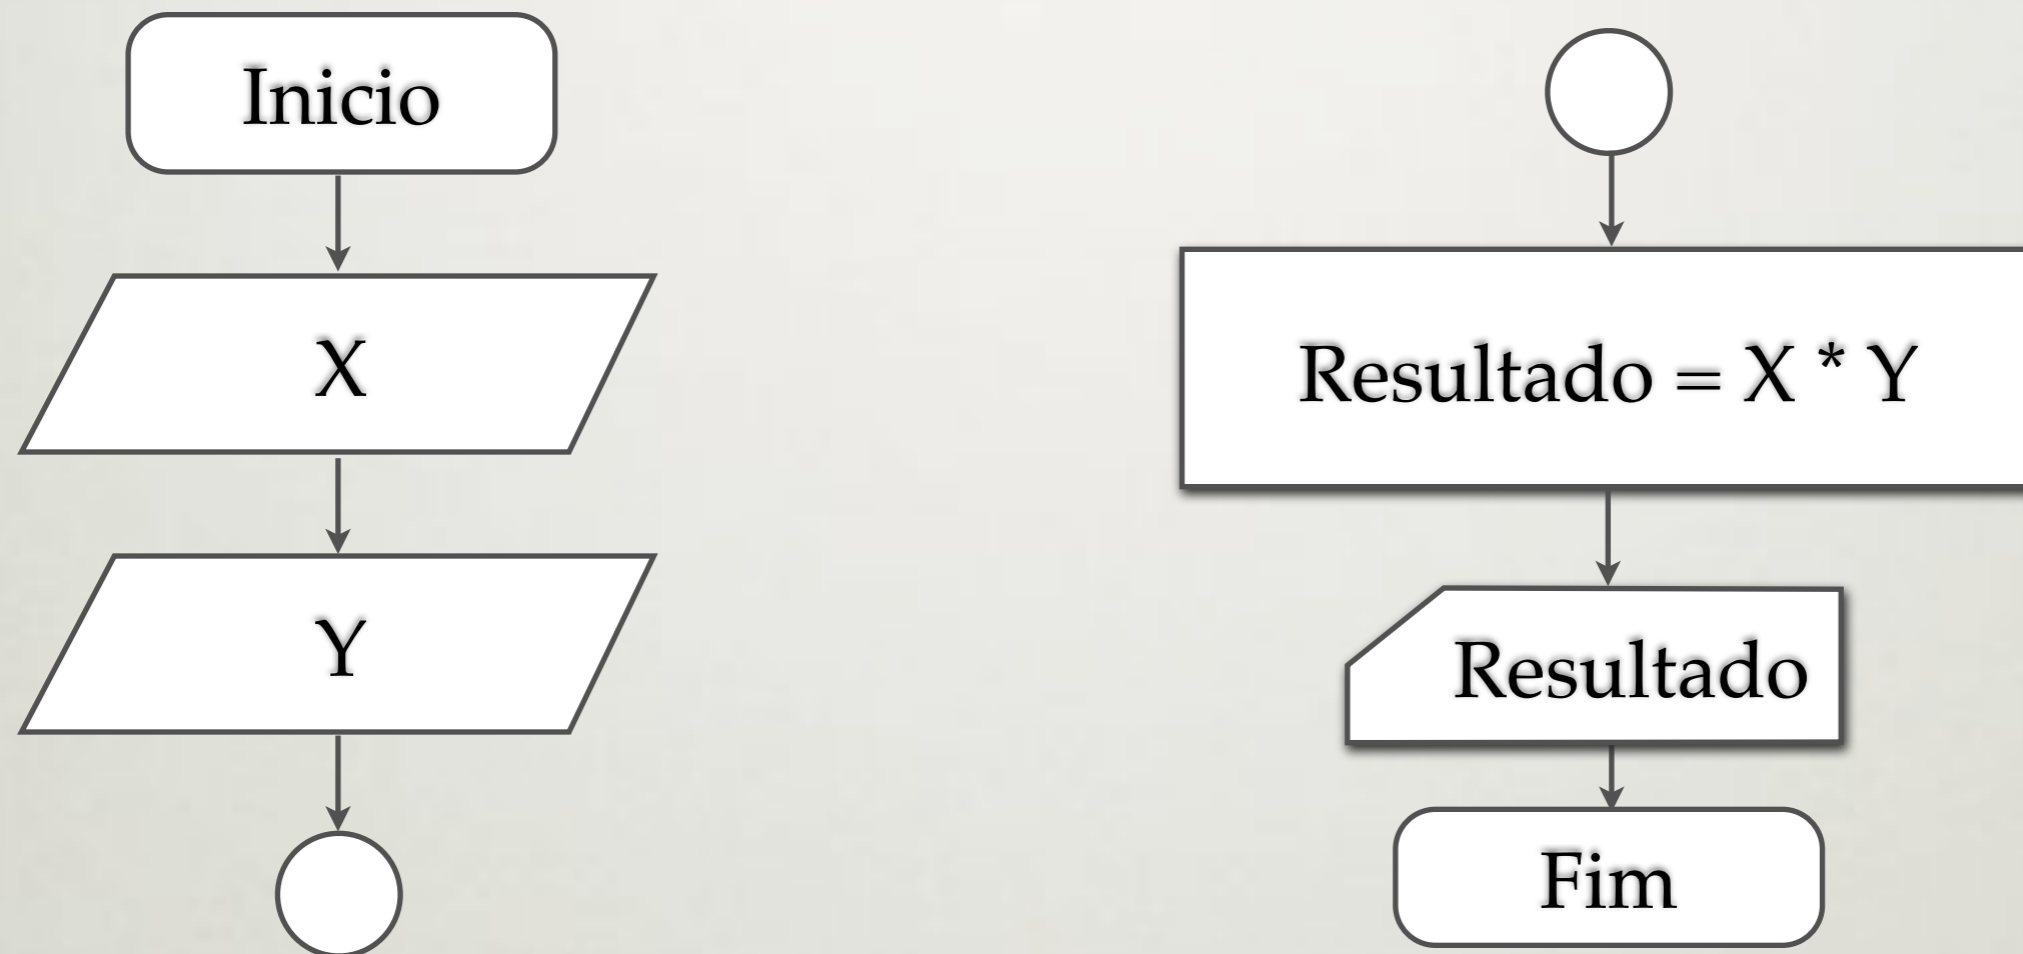 Inicio
X
Y
Resultado = X * Y
Resultado
Fim